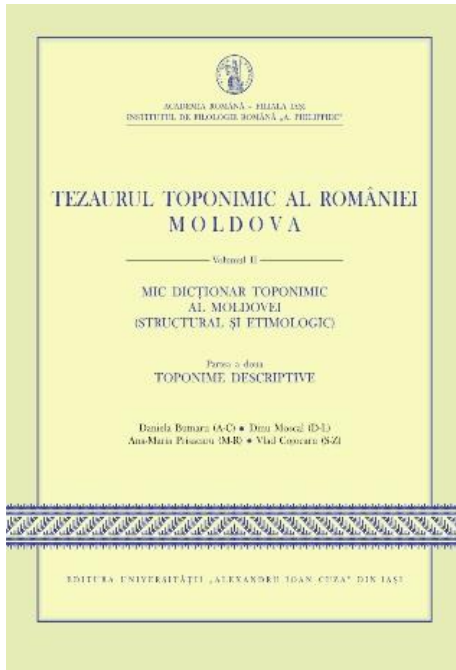 ACADEMIA ROMÂNĂ – FILIALA IAȘI
INSTITUTUL DE FILOLOGIE ROMÂNĂ „A. PHILIPPIDE”
TEZAURUL TOPONIMIC AL ROMÂNIEI
MOLDOVA
Volumul II
MIC DICȚIONAR TOPONIMIC
AL MOLDOVEI
(STRUCTURAL ȘI ETIMOLOGIC)
Partea a doua
TOPONIME DESCRIPTIVE
Daniela Butnaru (A-C) • Dinu Moscal (D-L)
Ana-Maria Prisacaru (M-R) • Vlad Cojocaru (S-Z)
EDITURA UNIVERSITĂȚII „ALEXANDRU IOAN CUZA” DIN IAȘI